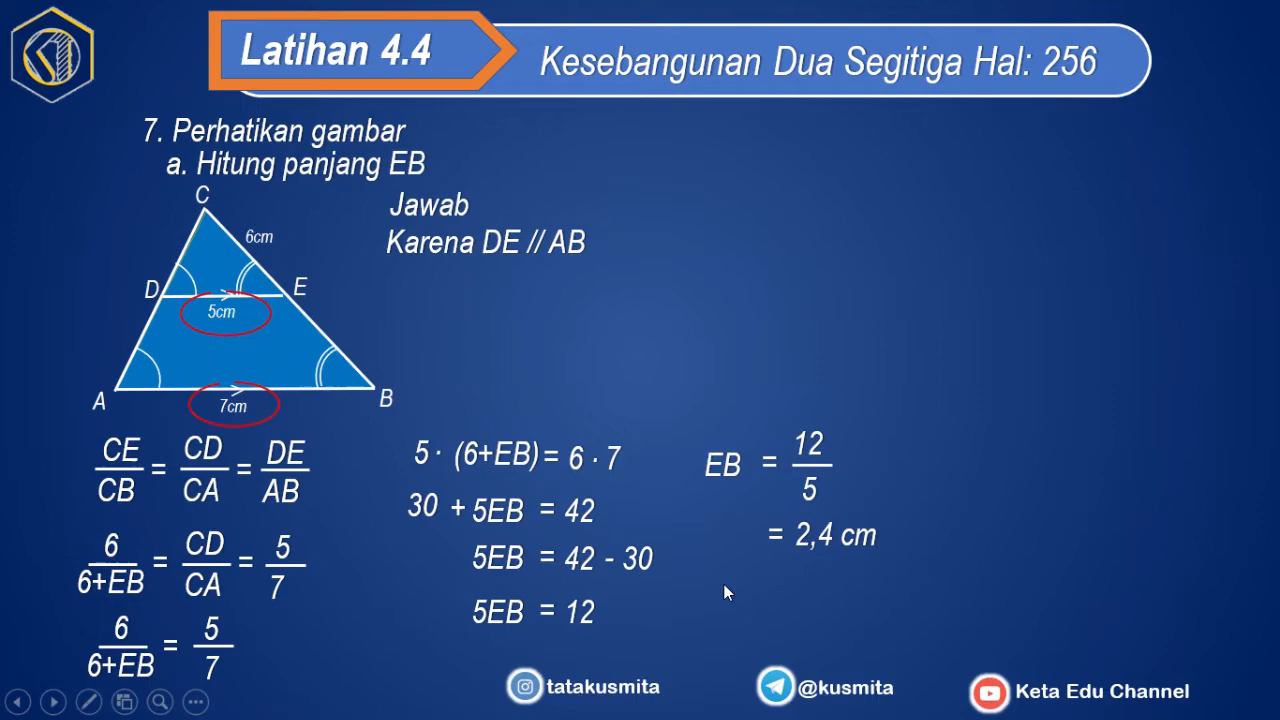 Latihan 4.4
Kesebangunan Dua Segitiga Hal: 256
7. Perhatikan gambar
a. Hitung panjang EB
C
6cm
D
E
5cm
A
7cm
B
Jawab
Karena DE // AB
CE/CB = CD/CA = DE/AB
6/6+EB = CD/CA = 5/7
6/6+EB = 5/7
5 · (6+EB) = 6 · 7
30 + 5EB = 42
5EB = 42 - 30
5EB = 12
EB = 12/5
= 2,4 cm
tatakusmita
@kusmita
Keta Edu Channel